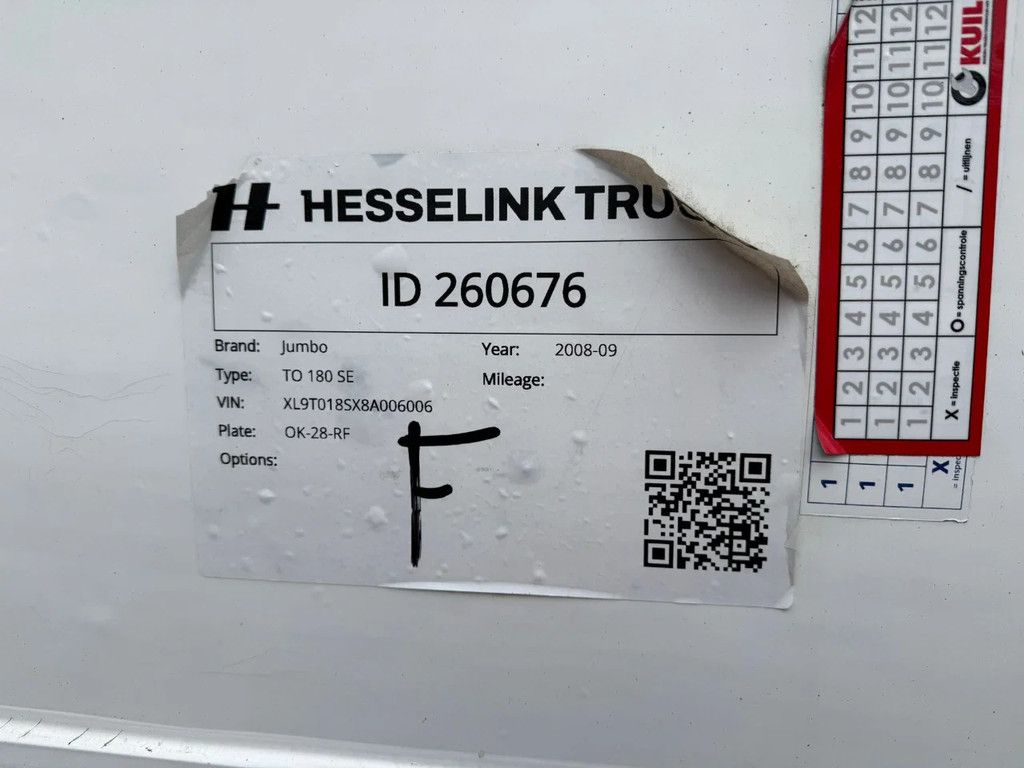 H HESSELINK
ID 260676
Brand: Jumbo
Year: 2008-09
Type: TO 180 SE
Mileage:
VIN: XL9T018SX8A006006
Plate: OK-28-RF
Options:
F
1 2 3 4 5 6 7 8 9 10 11 12
1 2 3 4 5 6 7 8 9 10 11 12
1 2 3 4 5 6 7 8 9 10 11 12
X = inspectie O = spanningscontrole / = uitlijnen
KUIL
1
1
1
X